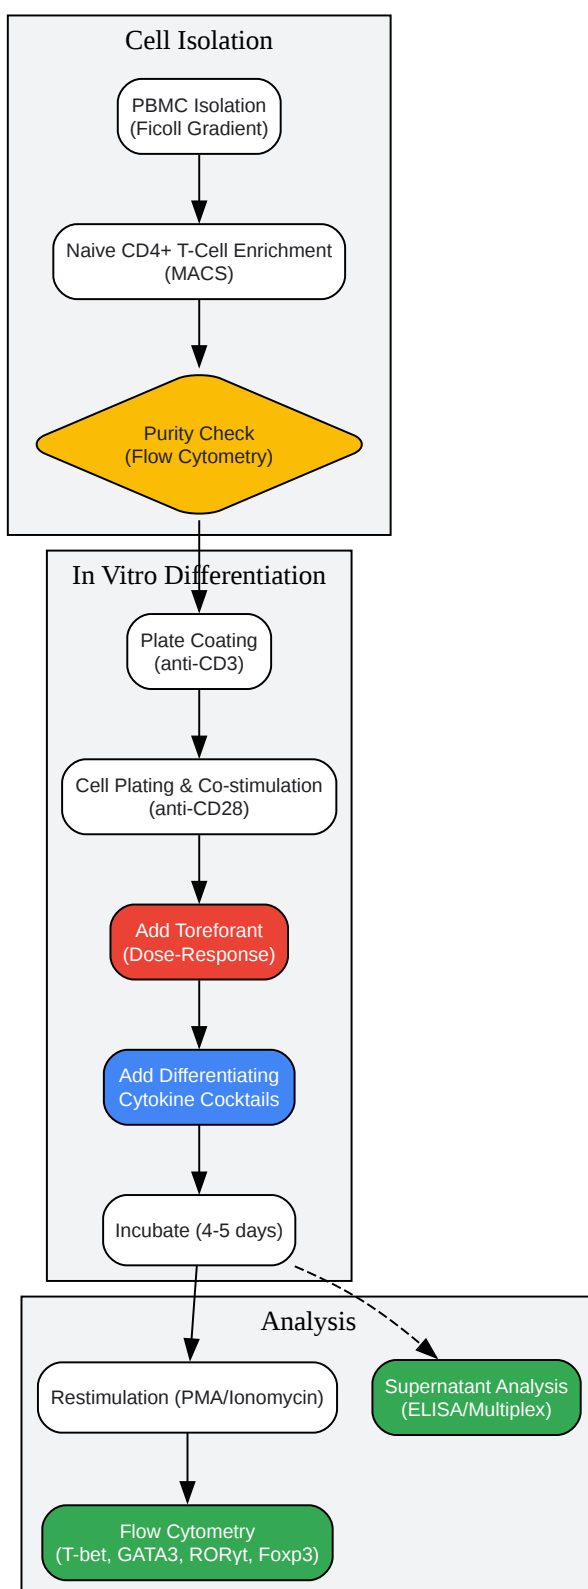 Cell Isolation
PBMC Isolation
(Ficoll Gradient)
Naive CD4+ T-Cell Enrichment
(MACS)
Purity Check
(Flow Cytometry)
In Vitro Differentiation
Plate Coating
(anti-CD3)
Cell Plating & Co-stimulation
(anti-CD28)
Add Toreforant
(Dose-Response)
Add Differentiating
Cytokine Cocktails
Incubate (4-5 days)
Analysis
Restimulation (PMA/Ionomycin)
Supernatant Analysis
(ELISA/Multiplex)
Flow Cytometry
(T-bet, GATA3, RORγt, Foxp3)